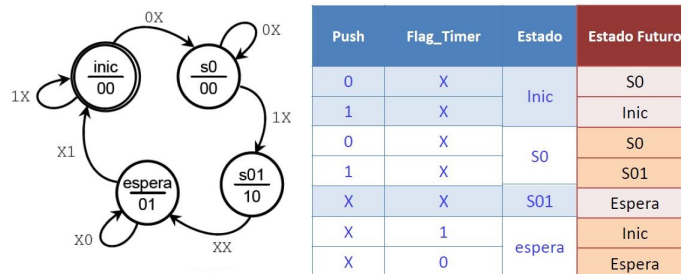 0X
0X
inic
00
s0
00
1X
1X
X1
espera
01
s01
10
X0
XX
Push Flag_Timer Estado Estado Futuro
0 X Inic S0
1 X Inic
0 X S0 S0
1 X S01
X X S01 Espera
X 1 espera Inic
X 0 Espera